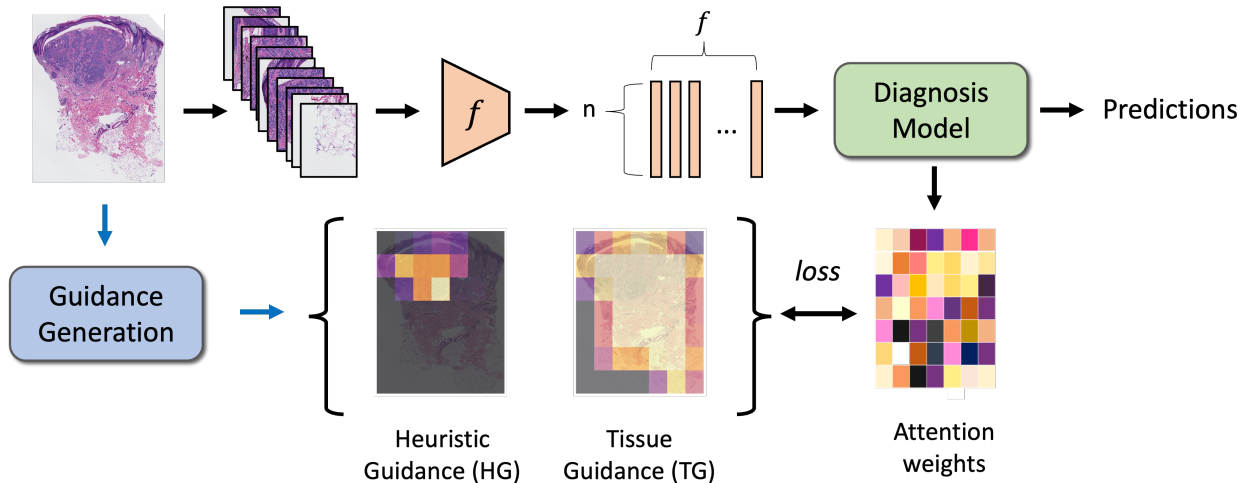 f
f
n
...
Diagnosis
Model
Predictions
Guidance
Generation
loss
Heuristic
Guidance (HG)
Tissue
Guidance (TG)
Attention
weights